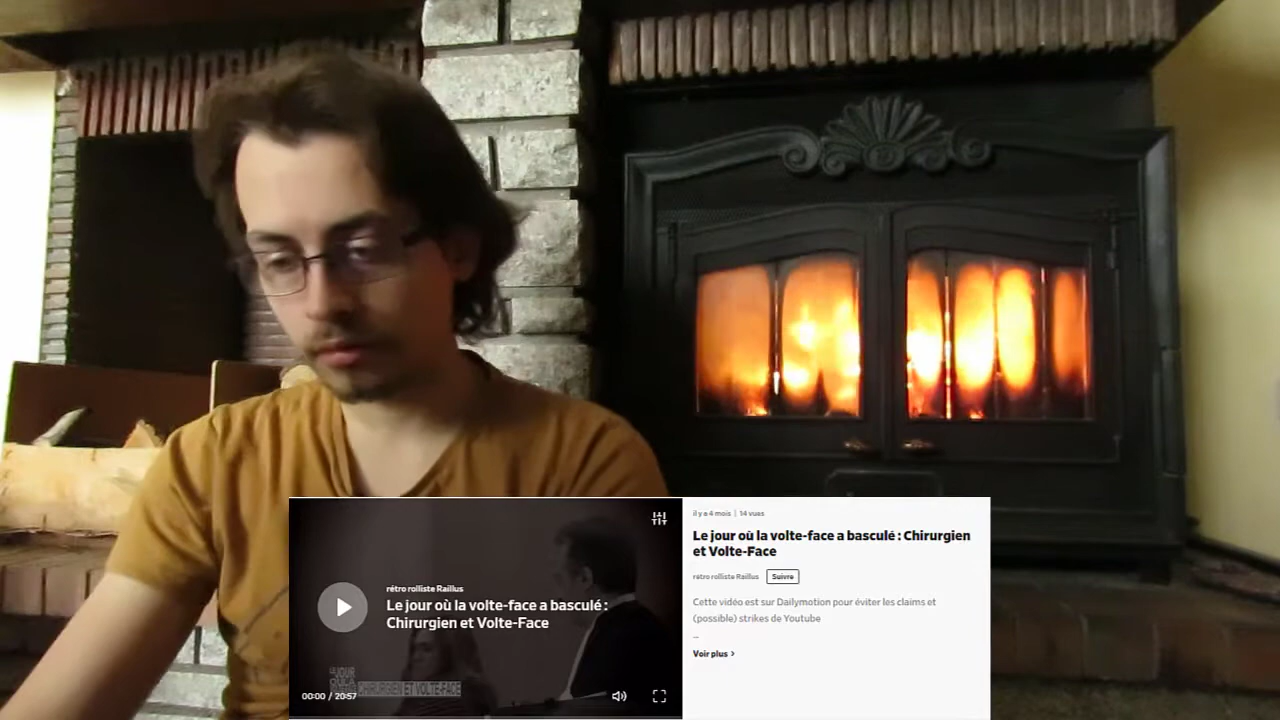 rétro rolliste Raillus
Le jour où la volte-face a basculé :
Chirurgien et Volte-Face
CHIRURGIEN ET VOLTE-FACE
00:00 / 20:57
il y a 4 mois | 14 vues
Le jour où la volte-face a basculé : Chirurgien
et Volte-Face
rétro rolliste Raillus Suivre
Cette vidéo est sur Dailymotion pour éviter les claims et
(possible) strikes de Youtube
...
Voir plus >